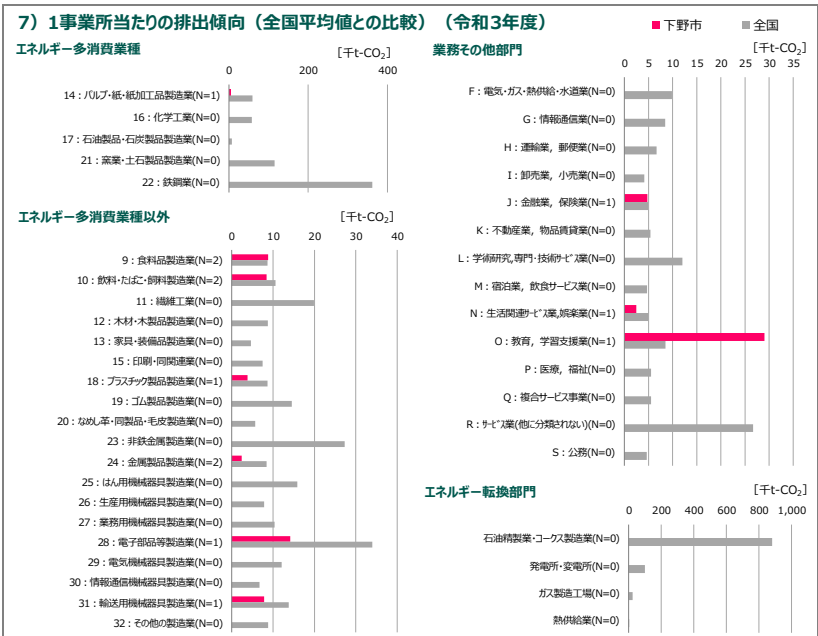 7）1事業所当たりの排出傾向（全国平均値との比較）（令和3年度）
下野市
全国
エネルギー多消費業種
［千t-CO₂］
0 200 400
14：パルプ・紙・紙加工品製造業(N=1)
16：化学工業(N=0)
17：石油製品・石炭製品製造業(N=0)
21：窯業・土石製品製造業(N=0)
22：鉄鋼業(N=0)
エネルギー多消費業種以外
［千t-CO₂］
0 10 20 30 40
9：食料品製造業(N=2)
10：飲料・たばこ・飼料製造業(N=2)
11：繊維工業(N=0)
12：木材・木製品製造業(N=0)
13：家具・装備品製造業(N=0)
15：印刷・同関連業(N=0)
18：プラスチック製品製造業(N=1)
19：ゴム製品製造業(N=0)
20：なめし革・同製品・毛皮製造業(N=0)
23：非鉄金属製造業(N=0)
24：金属製品製造業(N=2)
25：はん用機械器具製造業(N=0)
26：生産用機械器具製造業(N=0)
27：業務用機械器具製造業(N=0)
28：電子部品等製造業(N=1)
29：電気機械器具製造業(N=0)
30：情報通信機械器具製造業(N=0)
31：輸送用機械器具製造業(N=1)
32：その他の製造業(N=0)
業務その他部門
［千t-CO₂］
0 5 10 15 20 25 30 35
F：電気・ガス・熱供給・水道業(N=0)
G：情報通信業(N=0)
H：運輸業，郵便業(N=0)
I：卸売業，小売業(N=0)
J：金融業，保険業(N=1)
K：不動産業，物品賃貸業(N=0)
L：学術研究,専門・技術サービス業(N=0)
M：宿泊業，飲食サービス業(N=0)
N：生活関連サービス業,娯楽業(N=1)
O：教育，学習支援業(N=1)
P：医療，福祉(N=0)
Q：複合サービス事業(N=0)
R：サービス業(他に分類されない)(N=0)
S：公務(N=0)
エネルギー転換部門
［千t-CO₂］
0 200 400 600 800 1,000
石油精製業・コークス製造業(N=0)
発電所・変電所(N=0)
ガス製造工場(N=0)
熱供給業(N=0)